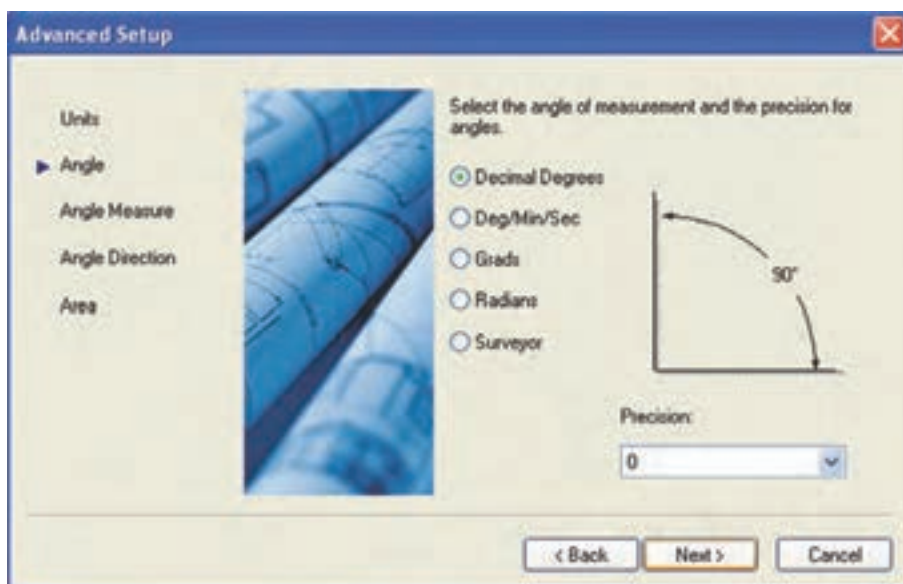 Advanced Setup
Units
Angle
Angle Measure
Angle Direction
Area
Select the angle of measurement and the precision for
angles.
Decimal Degrees
Deg/Min/Sec
Grads
Radians
Surveyor
90°
Precision:
0
< Back
Next >
Cancel